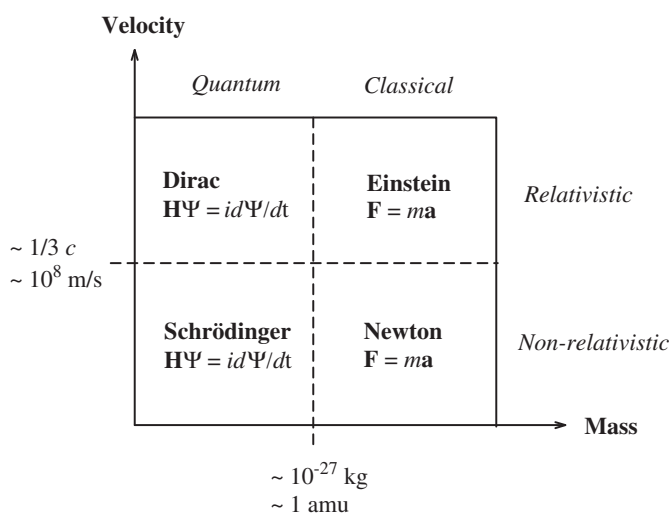 Velocity
Quantum
Classical
Dirac
HΨ = idΨ/dt
Einstein
F = ma
Relativistic
~ 1/3 c
~ 10⁸ m/s
Schrödinger
HΨ = idΨ/dt
Newton
F = ma
Non-relativistic
Mass
~ 10⁻²⁷ kg
~ 1 amu